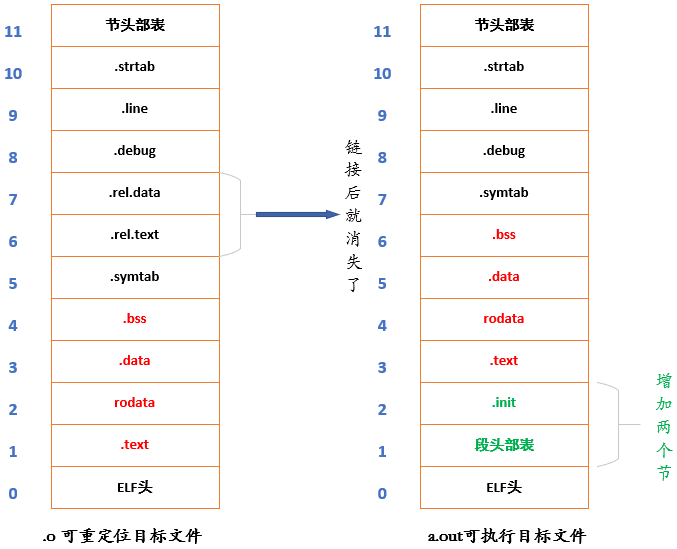 11 节头部表
10 .strtab
9 .line
8 .debug
7 .rel.data
6 .rel.text
5 .symtab
4 .bss
3 .data
2 rodata
1 .text
0 ELF头
.o 可重定位目标文件
链接后就消失了
11 节头部表
10 .strtab
9 .line
8 .debug
7 .symtab
6 .bss
5 .data
4 rodata
3 .text
2 .init
1 段头部表
0 ELF头
a.out可执行目标文件
增加两个节